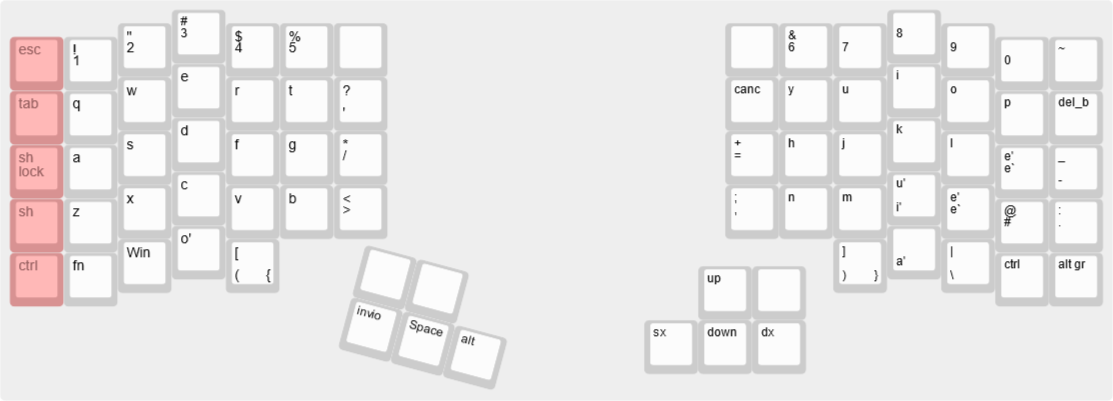 esc ! 1 " 2 # 3 $ 4 % 5 & 6 7 8 9 0 ~
tab q w e r t ? ' canc y u i o p del_b
sh lock a s d f g * / + = h j k l e' e` _ -
sh z x c v b < > ; , n m u' i' e' e` @ # : .
ctrl fn Win o' [ ( { ] ) } a' | \ ctrl alt gr
invio Space alt
up
sx down dx